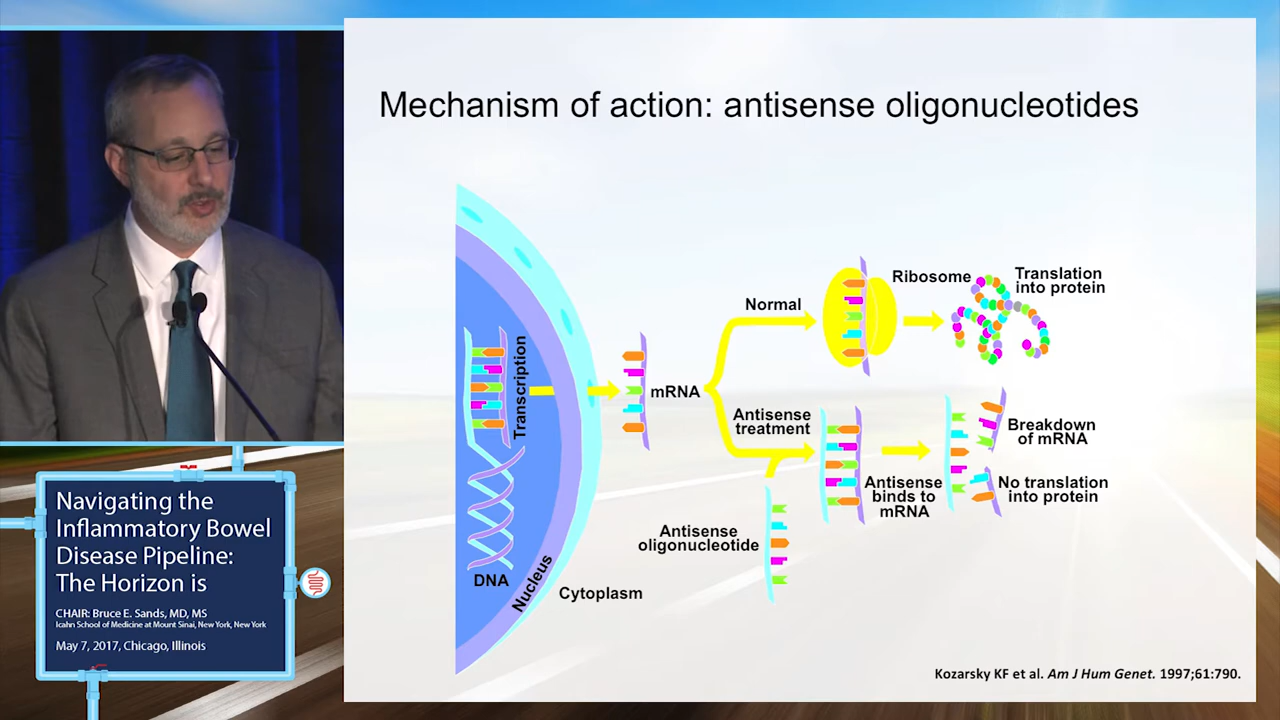 Mechanism of action: antisense oligonucleotides
Normal
Ribosome
Translation
into protein
Transcription
mRNA
Antisense
treatment
Breakdown
of mRNA
Antisense
binds to
mRNA
No translation
into protein
Antisense
oligonucleotide
DNA
Nucleus
Cytoplasm
Kozarsky KF et al. Am J Hum Genet. 1997;61:790.
Navigating the
Inflammatory Bowel
Disease Pipeline:
The Horizon is
CHAIR: Bruce E. Sands, MD, MS
Icahn School of Medicine at Mount Sinai, New York, New York
May 7, 2017, Chicago, Illinois